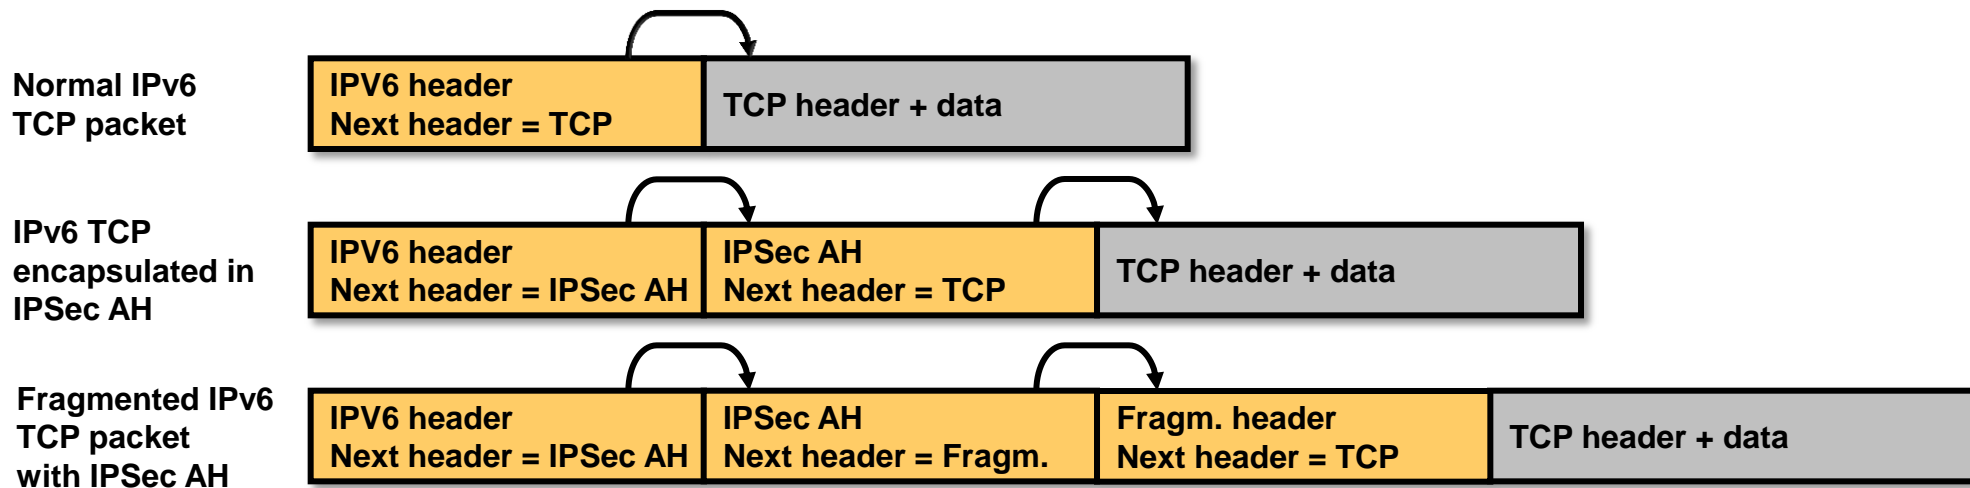 Normal IPv6
TCP packet
IPV6 header
Next header = TCP
TCP header + data
IPv6 TCP
encapsulated in
IPSec AH
IPV6 header
Next header = IPSec AH
IPSec AH
Next header = TCP
TCP header + data
Fragmented IPv6
TCP packet
with IPSec AH
IPV6 header
Next header = IPSec AH
IPSec AH
Next header = Fragm.
Fragm. header
Next header = TCP
TCP header + data